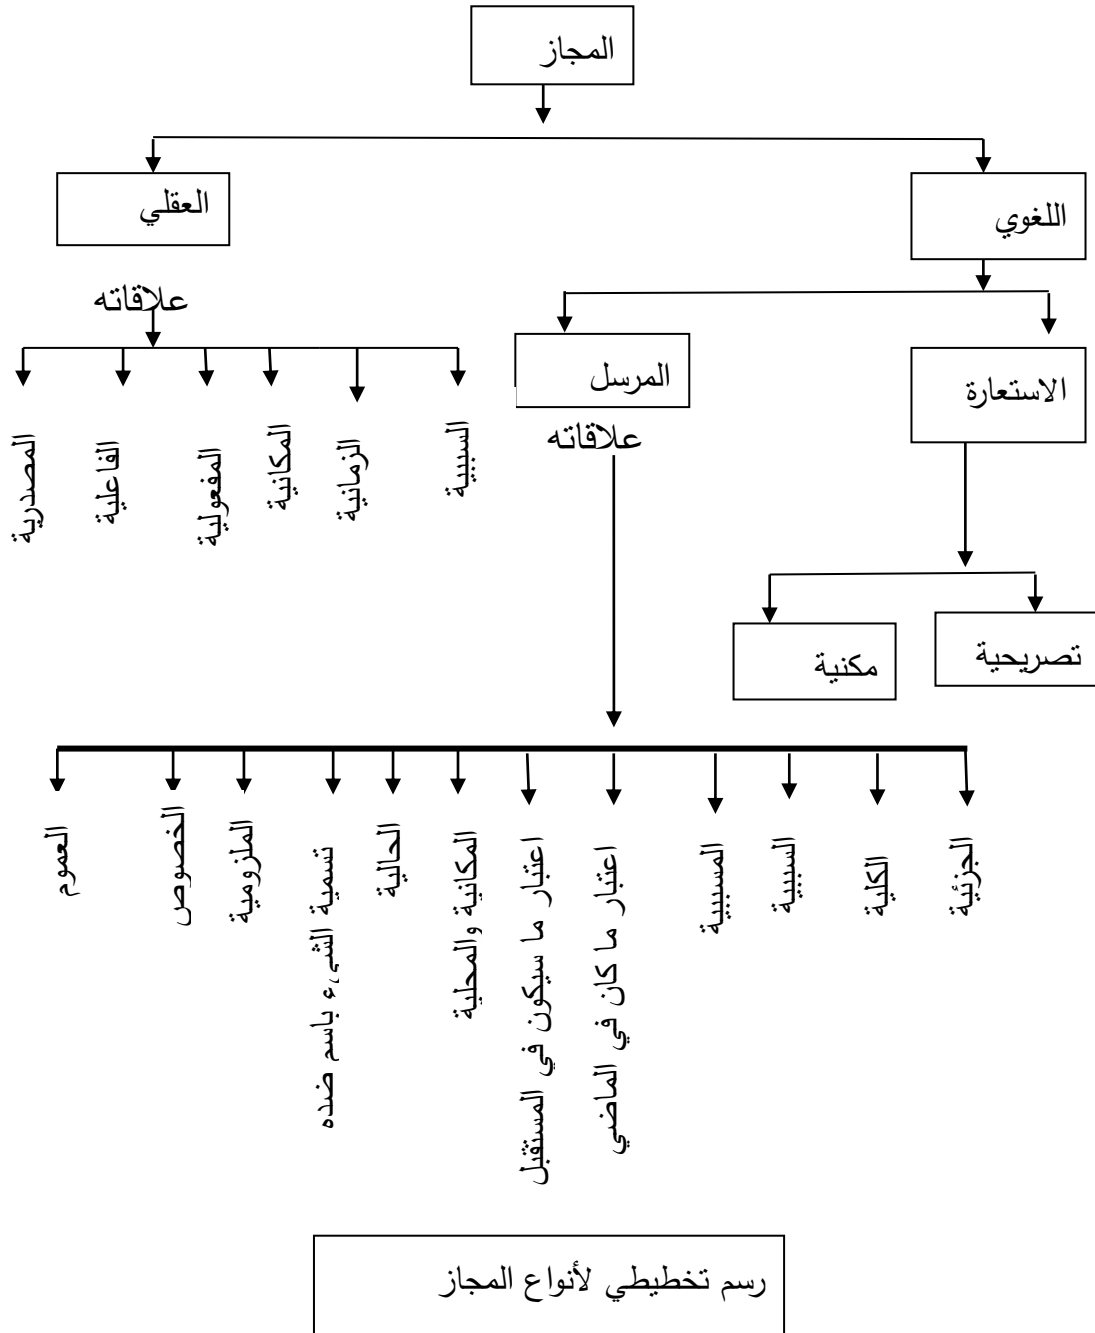 المجاز
اللغوي
العقلي
علاقاته
الاستعارة
المرسل
علاقاته
السببية
الزمانية
المكانية
المفعولية
الفاعلية
المصدرية
تصريحية
مكنية
الجزئية
الكلية
السببية
المسببية
اعتبار ما كان في الماضي
اعتبار ما سيكون في المستقبل
المكانية والمحلية
الحالية
تسمية الشيء باسم ضده
الملزومية
الخصوص
العموم
رسم تخطيطي لأنواع المجاز